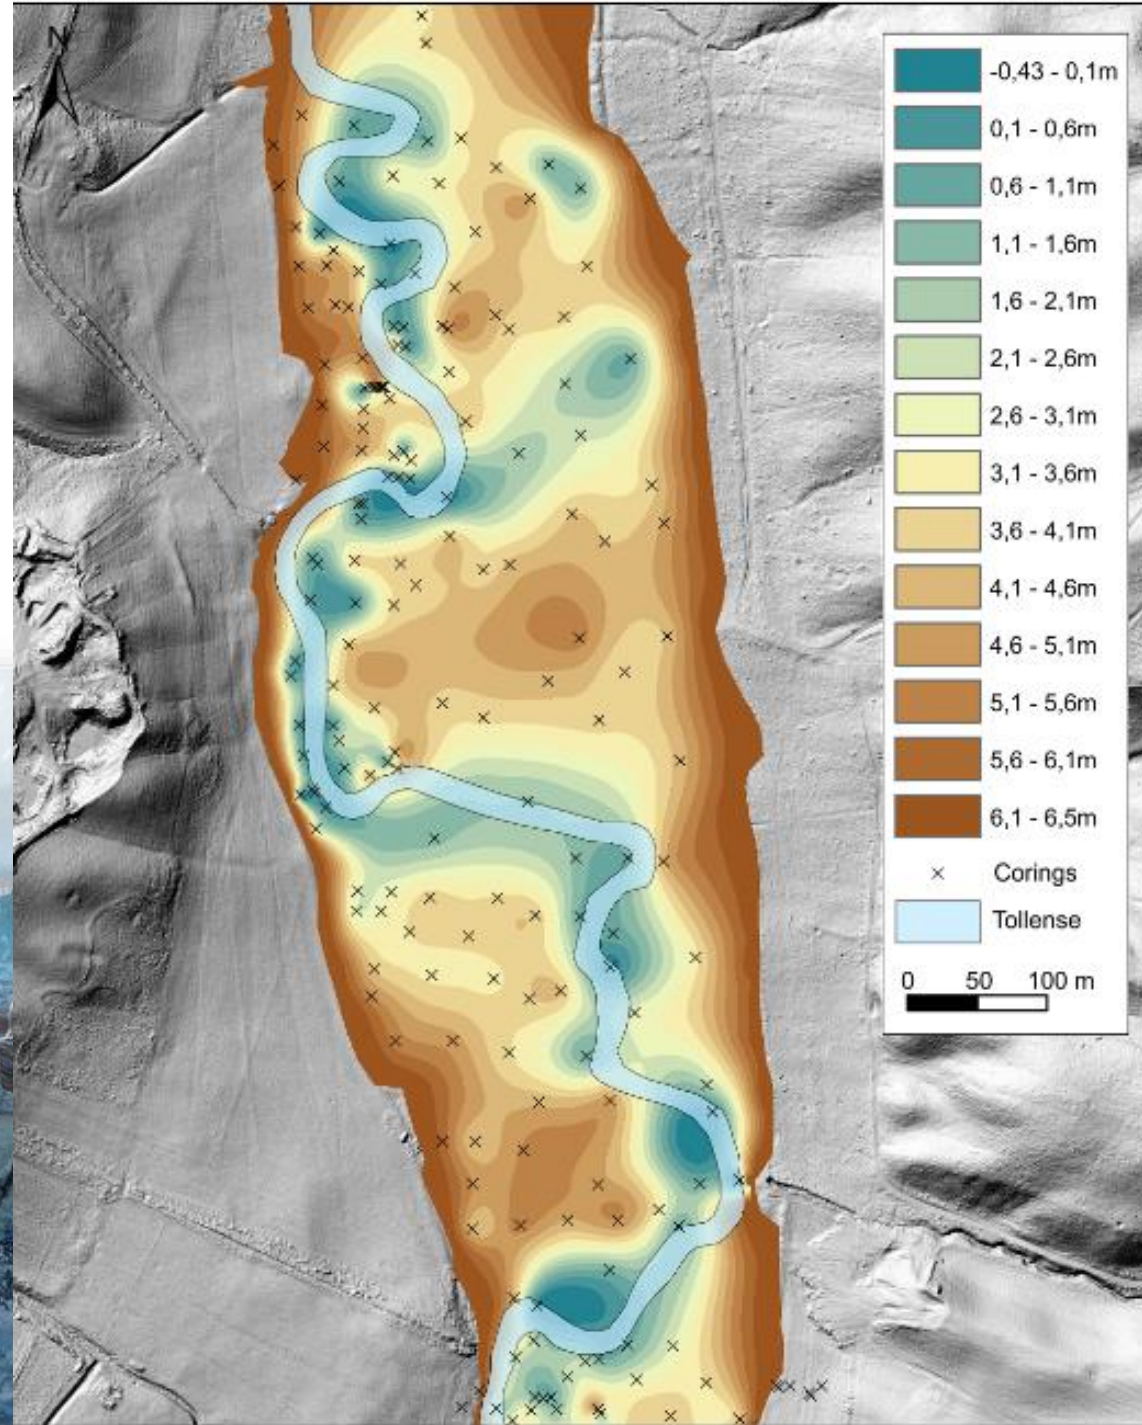 N
-0,43 - 0,1m
0,1 - 0,6m
0,6 - 1,1m
1,1 - 1,6m
1,6 - 2,1m
2,1 - 2,6m
2,6 - 3,1m
3,1 - 3,6m
3,6 - 4,1m
4,1 - 4,6m
4,6 - 5,1m
5,1 - 5,6m
5,6 - 6,1m
6,1 - 6,5m
Corings
Tollense
0 50 100 m